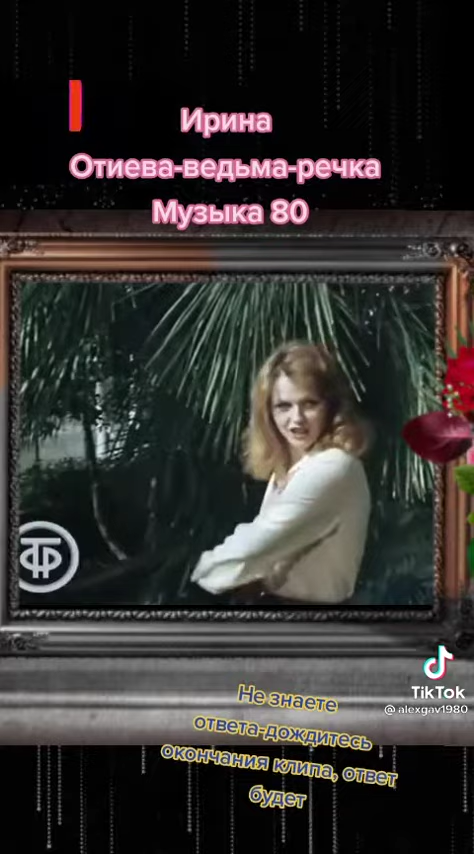 Ирина
Отиева-ведьма-речка
Музыка 80
TikTok
@alexgav1980
Не знаете
ответа-дождитесь
окончания клипа, ответ
будет